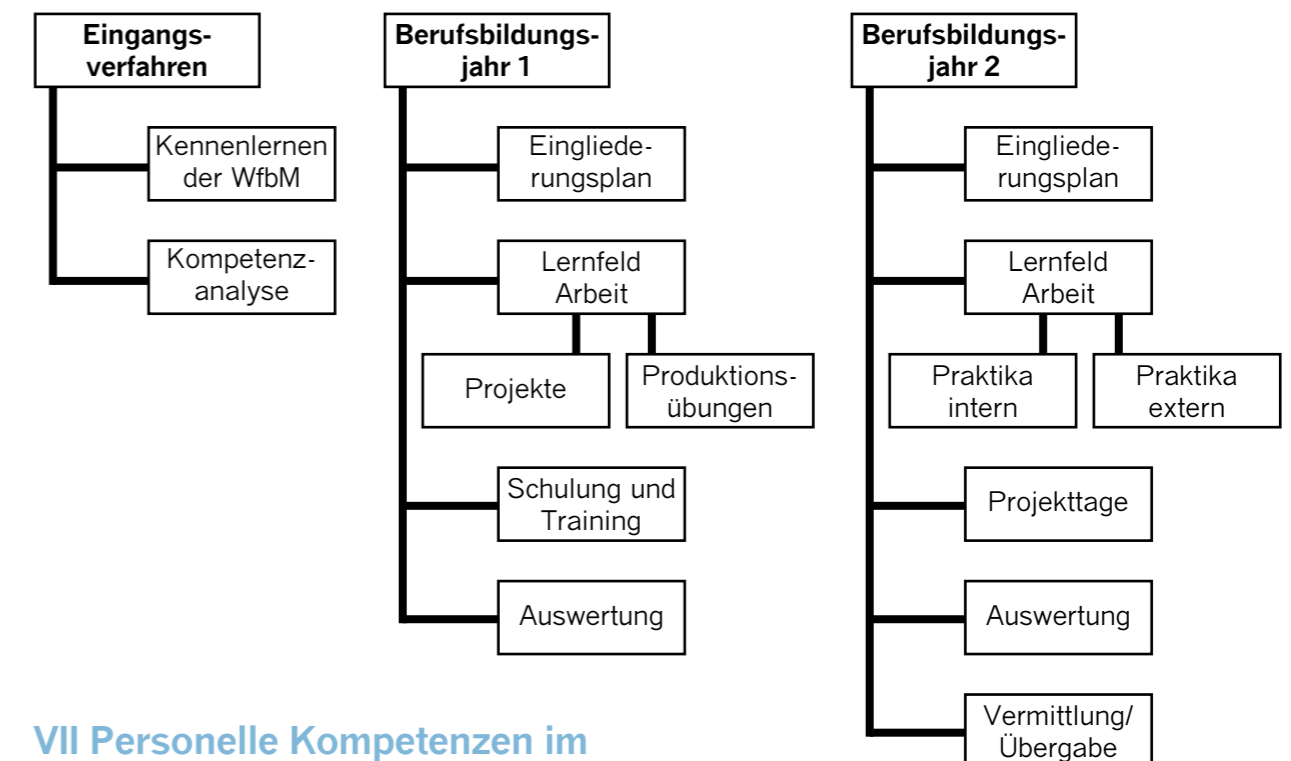 Eingangs-
verfahren
Kennenlernen
der WfbM
Kompetenz-
analyse
Berufsbildungs-
jahr 1
Eingliede-
rungsplan
Lernfeld
Arbeit
Projekte
Produktions-
übungen
Schulung und
Training
Auswertung
Berufsbildungs-
jahr 2
Eingliede-
rungsplan
Lernfeld
Arbeit
Praktika
intern
Praktika
extern
Projekttage
Auswertung
Vermittlung/
Übergabe
VII Personelle Kompetenzen im